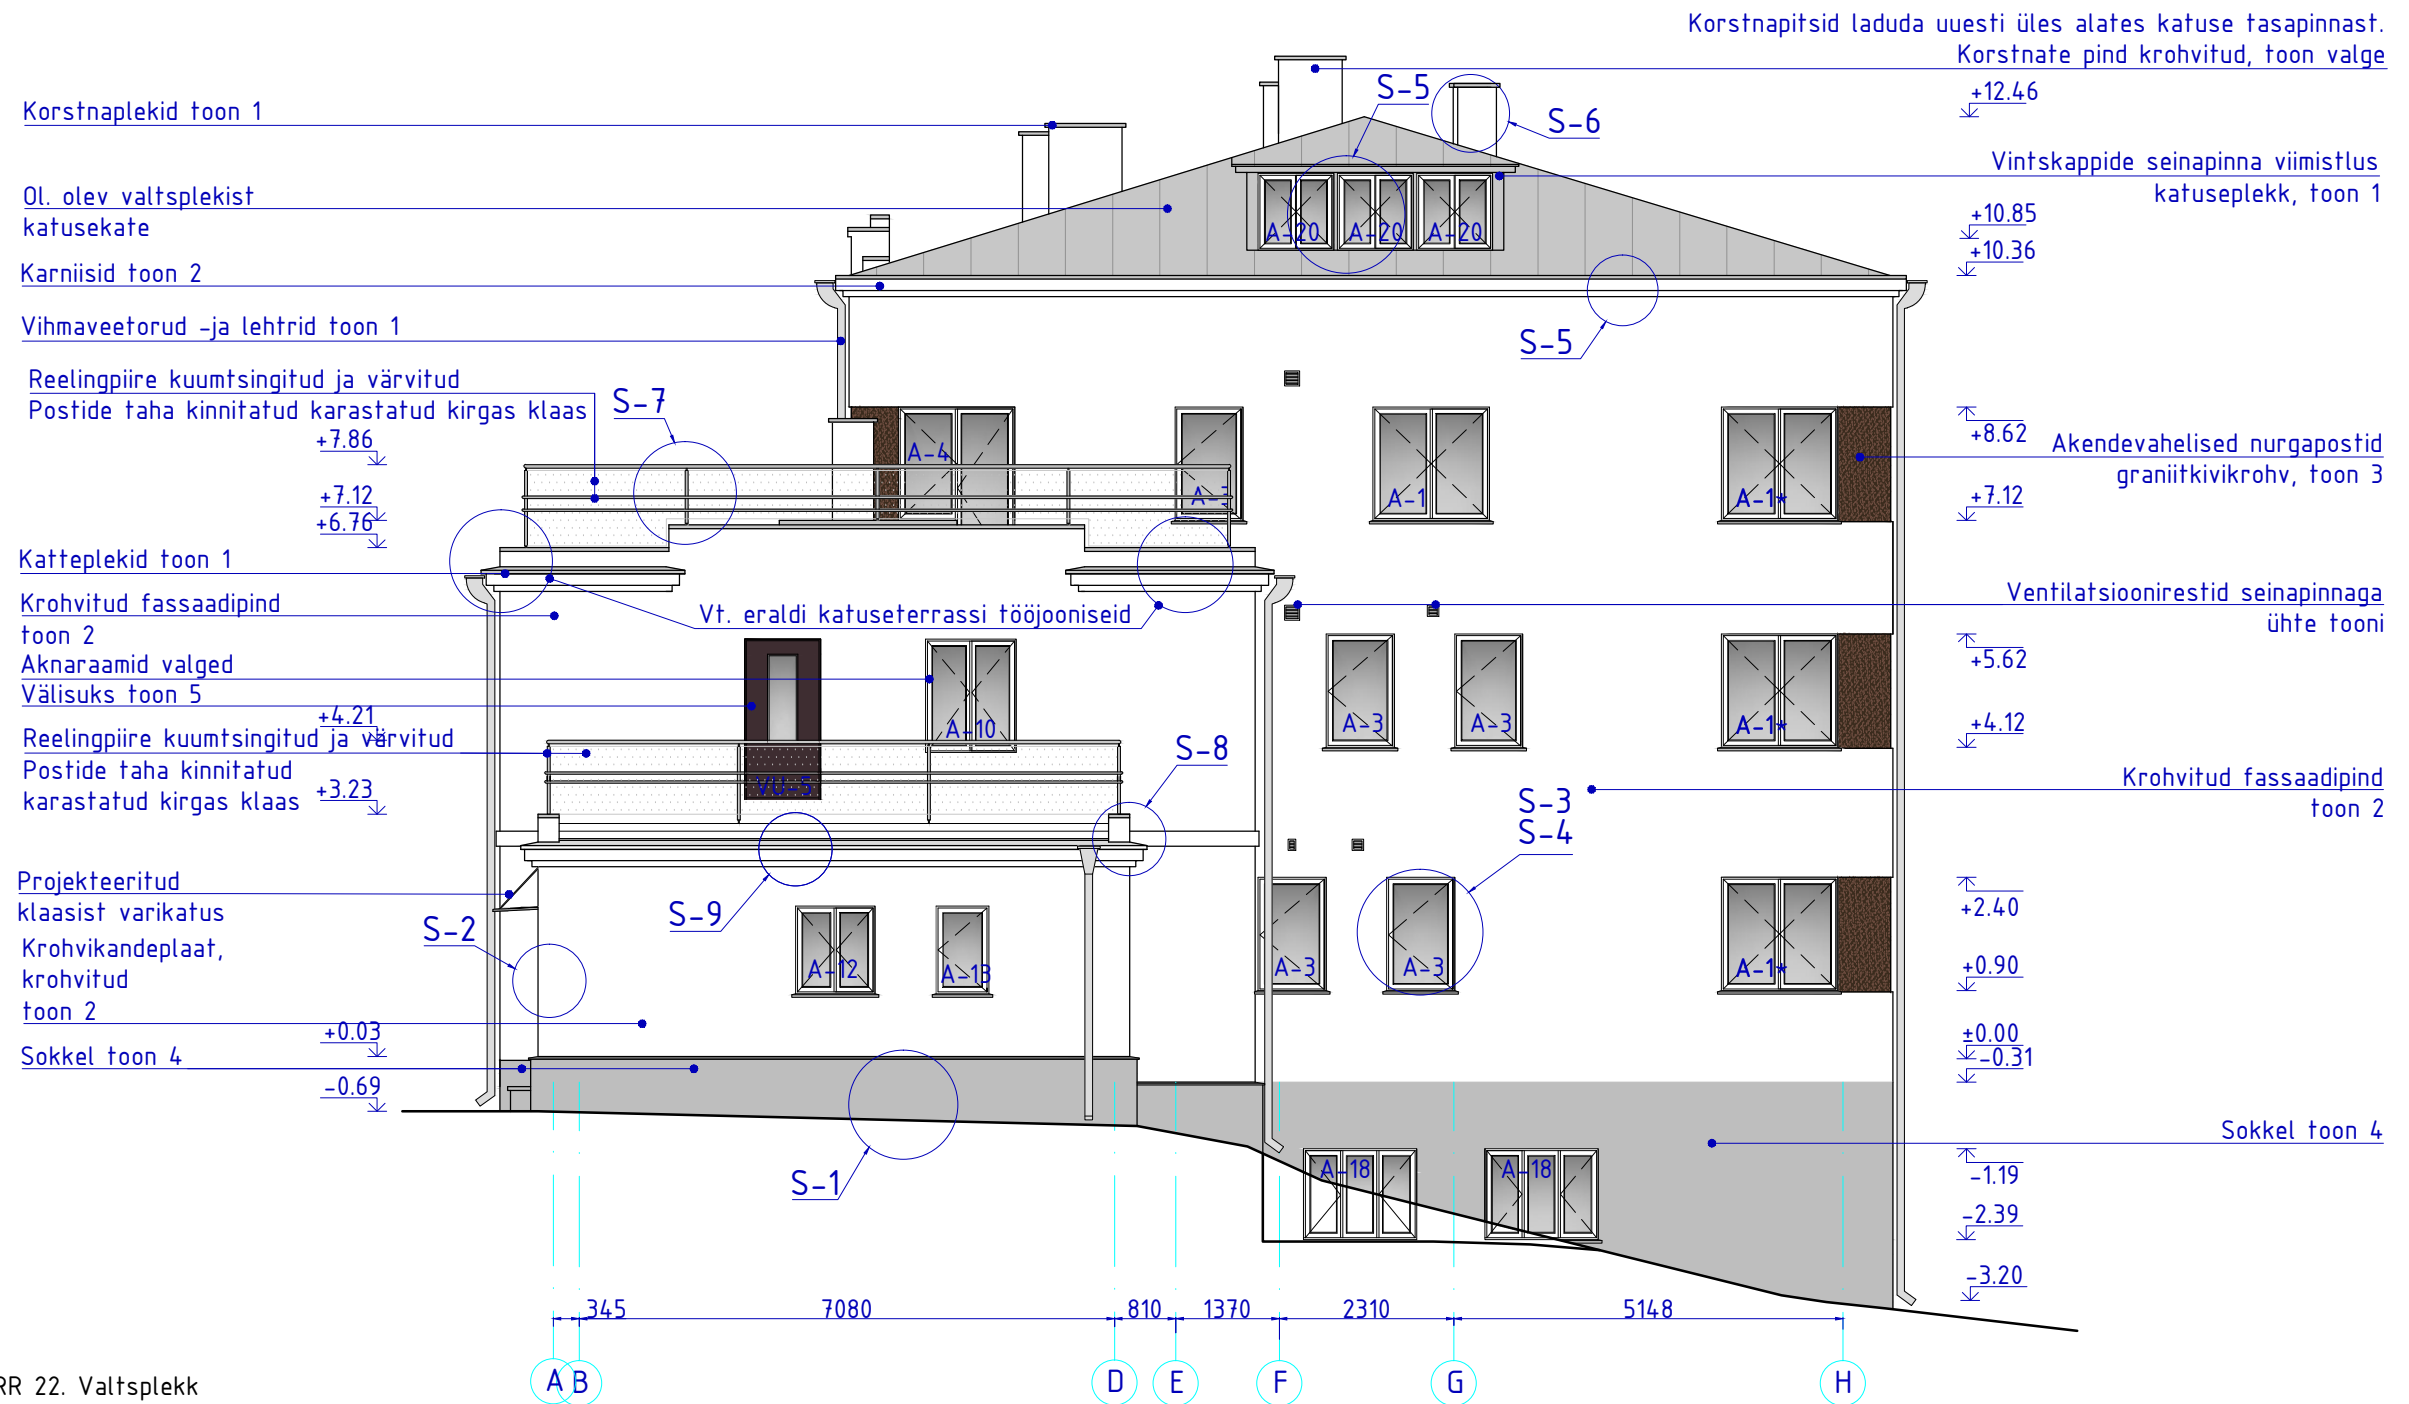 Korstnapitsid laduda uuesti üles alates katuse tasapinnast.
Korstnate pind krohvitud, toon valge
+12.46
S-5
S-6
Korstnaplekid toon 1
Vintskappide seinapinna viimistlus
katuseplekk, toon 1
Ol. olev valtsplekist
katusekate
+10.85
+10.36
A-20
A-20
A-20
Karniisid toon 2
Vihmaveetorud -ja lehtrid toon 1
S-5
Reelingpiire kuumtsingitud ja värvitud
Postide taha kinnitatud karastatud kirgas klaas
S-7
+7.86
+7.12
+6.76
A-4
A-1
A-1*
+8.62
Akendevahelised nurgapostid
graniitkivikrohv, toon 3
+7.12
Katteplekid toon 1
Krohvitud fassaadipind
toon 2
Vt. eraldi katuseterrassi tööjooniseid
Ventilatsioonirestid seinapinnaga
ühte tooni
Aknaraamid valged
Välisuks toon 5
+5.62
+4.21
A-10
A-3
A-3
A-1*
+4.12
Reelingpiire kuumtsingitud ja värvitud
Postide taha kinnitatud
karastatud kirgas klaas
+3.23
VU-5
S-8
S-3
S-4
Krohvitud fassaadipind
toon 2
Projekteeritud
klaasist varikatus
S-2
S-9
+2.40
Krohvikandeplaat,
krohvitud
toon 2
A-12
A-13
A-3
A-3
A-1*
+0.90
+0.03
±0.00
-0.31
Sokkel toon 4
-0.69
Sokkel toon 4
S-1
A-18
A-18
-1.19
-2.39
-3.20
345
7080
810
1370
2310
5148
A
B
D
E
F
G
H
RR 22. Valtsplekk